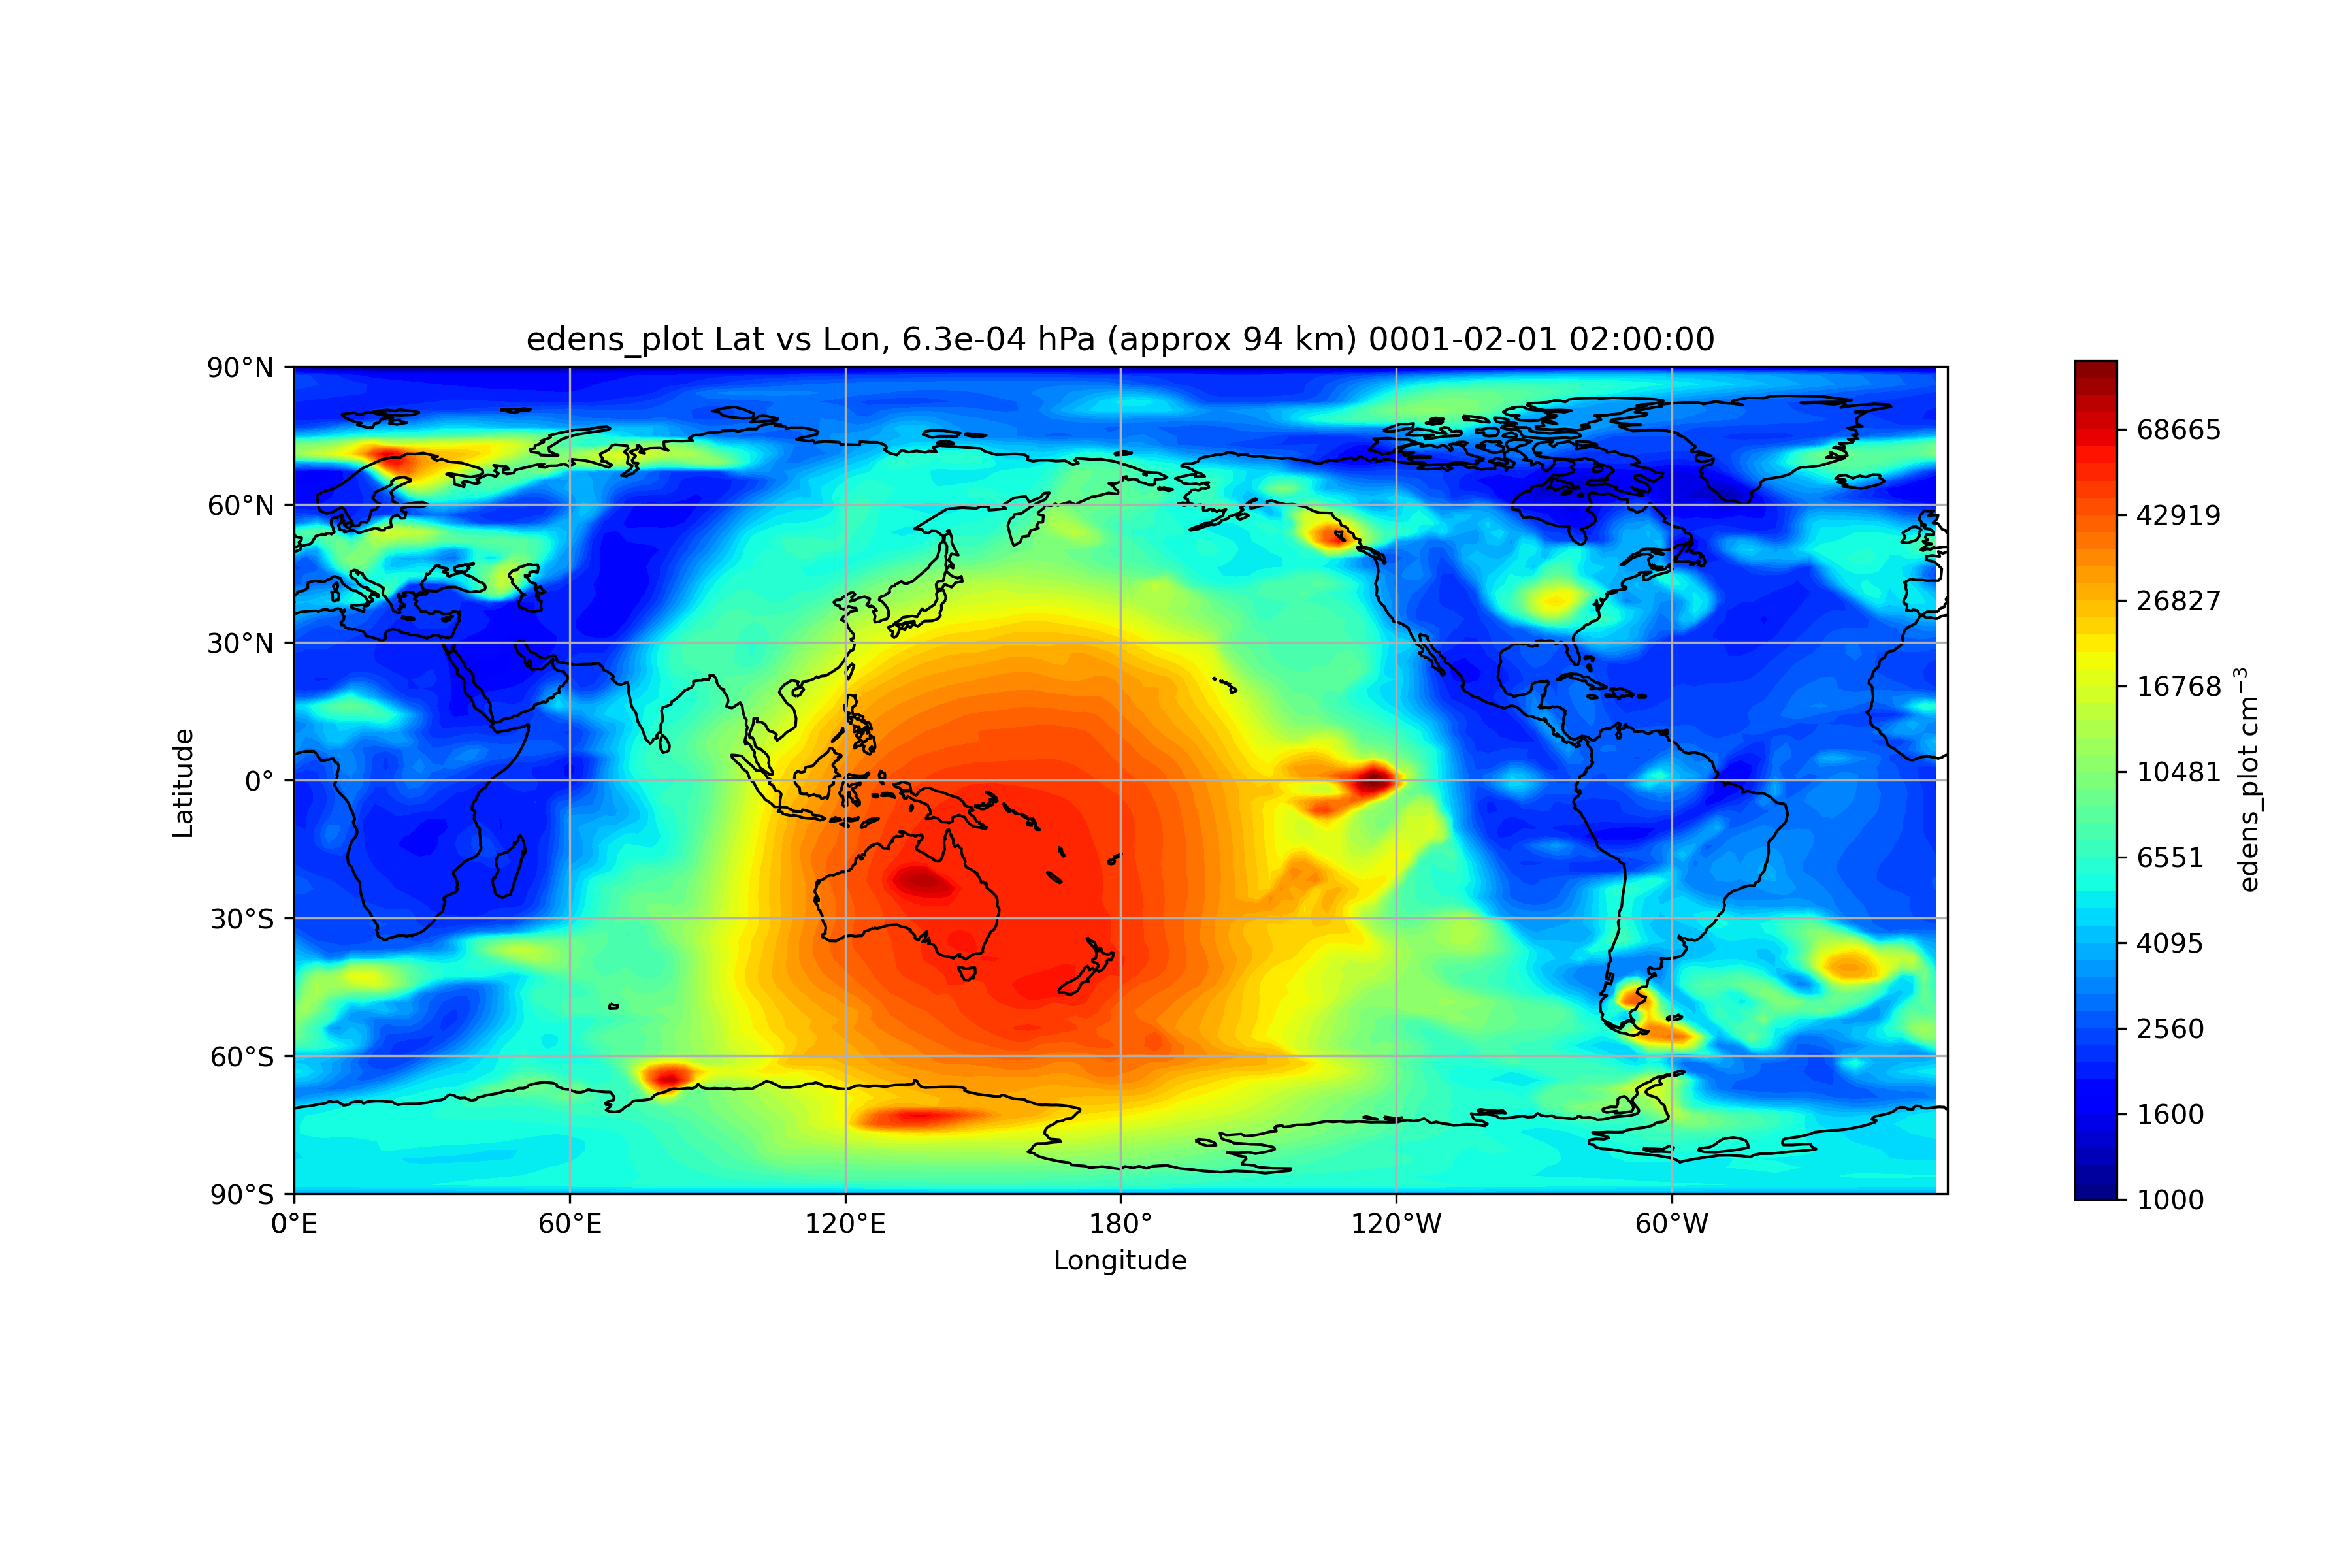 edens_plot Lat vs Lon, 6.3e-04 hPa (approx 94 km) 0001-02-01 02:00:00
90°N
60°N
30°N
0°
30°S
60°S
90°S
Latitude
0°E
60°E
120°E
180°
120°W
60°W
Longitude
68665
42919
26827
16768
10481
6551
4095
2560
1600
1000
edens_plot cm⁻³